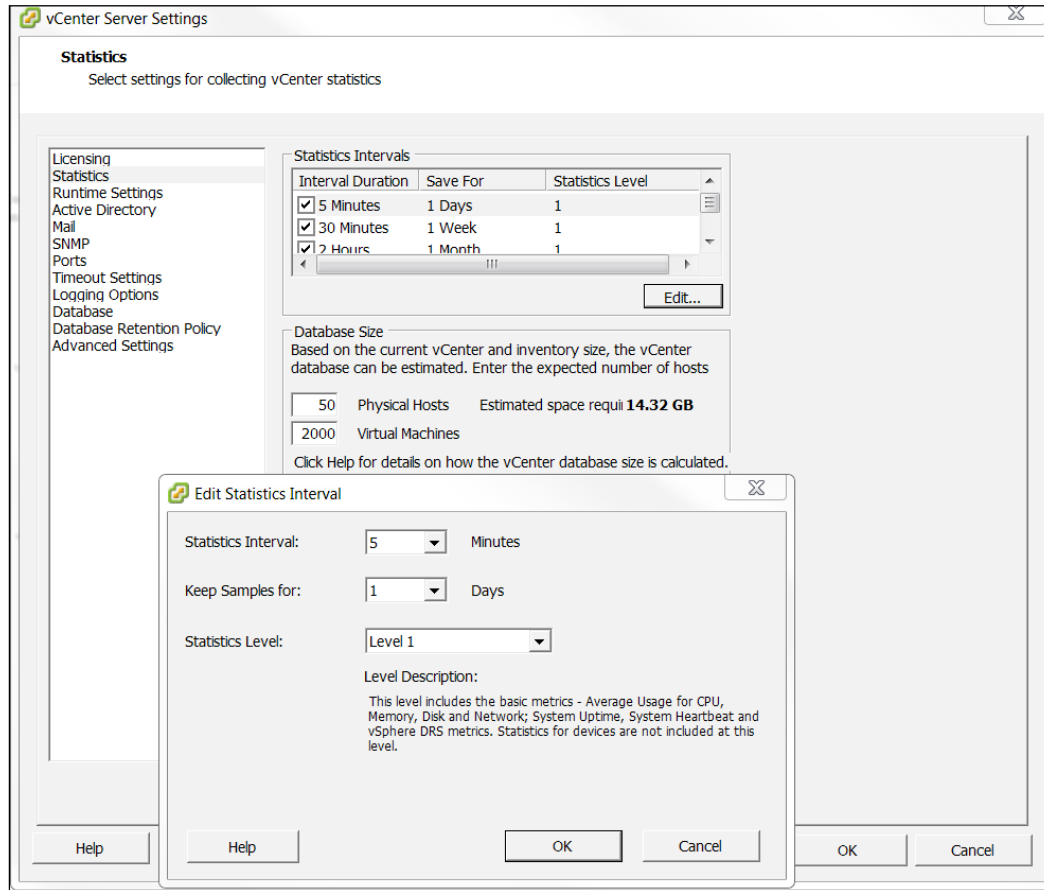 vCenter Server Settings
Statistics
Select settings for collecting vCenter statistics
Licensing
Statistics
Runtime Settings
Active Directory
Mail
SNMP
Ports
Timeout Settings
Logging Options
Database
Database Retention Policy
Advanced Settings
Statistics Intervals
Interval Duration Save For Statistics Level
5 Minutes 1 Days 1
30 Minutes 1 Week 1
2 Hours 1 Month 1
Edit...
Database Size
Based on the current vCenter and inventory size, the vCenter
database can be estimated. Enter the expected number of hosts
50 Physical Hosts Estimated space requi 14.32 GB
2000 Virtual Machines
Click Help for details on how the vCenter database size is calculated.
Edit Statistics Interval
Statistics Interval: 5 Minutes
Keep Samples for: 1 Days
Statistics Level: Level 1
Level Description:
This level includes the basic metrics - Average Usage for CPU,
Memory, Disk and Network; System Uptime, System Heartbeat and
vSphere DRS metrics. Statistics for devices are not included at this
level.
Help OK Cancel
Help OK Cancel